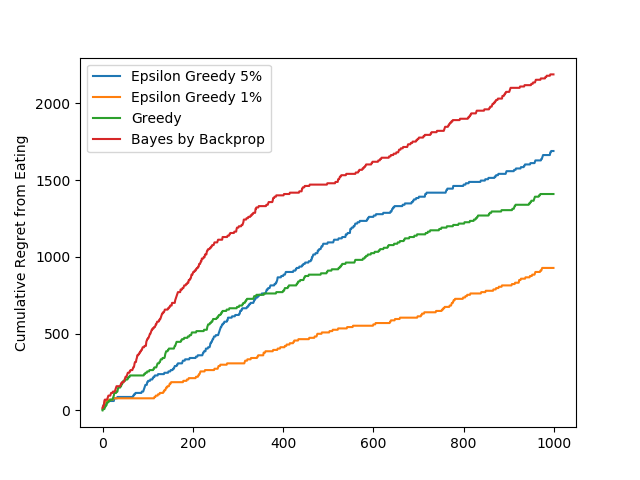 Epsilon Greedy 5%
Epsilon Greedy 1%
Greedy
Bayes by Backprop
Cumulative Regret from Eating
2000
1500
1000
500
0
0 200 400 600 800 1000